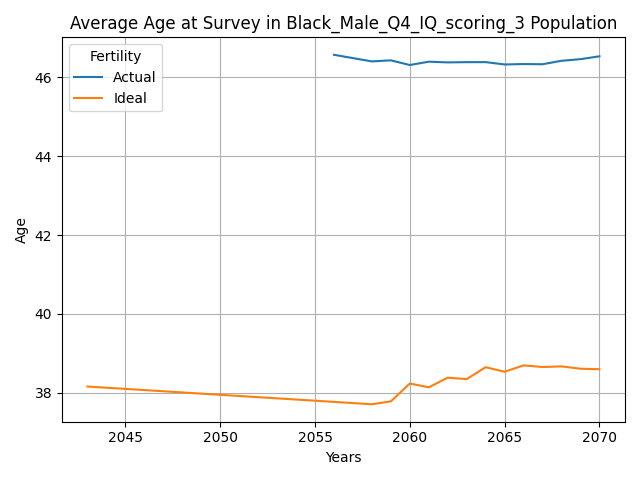 Average Age at Survey in Black_Male_Q4_IQ_scoring_3 Population
Fertility
Actual
Ideal
46
44
42
40
38
Age
2045 2050 2055 2060 2065 2070
Years